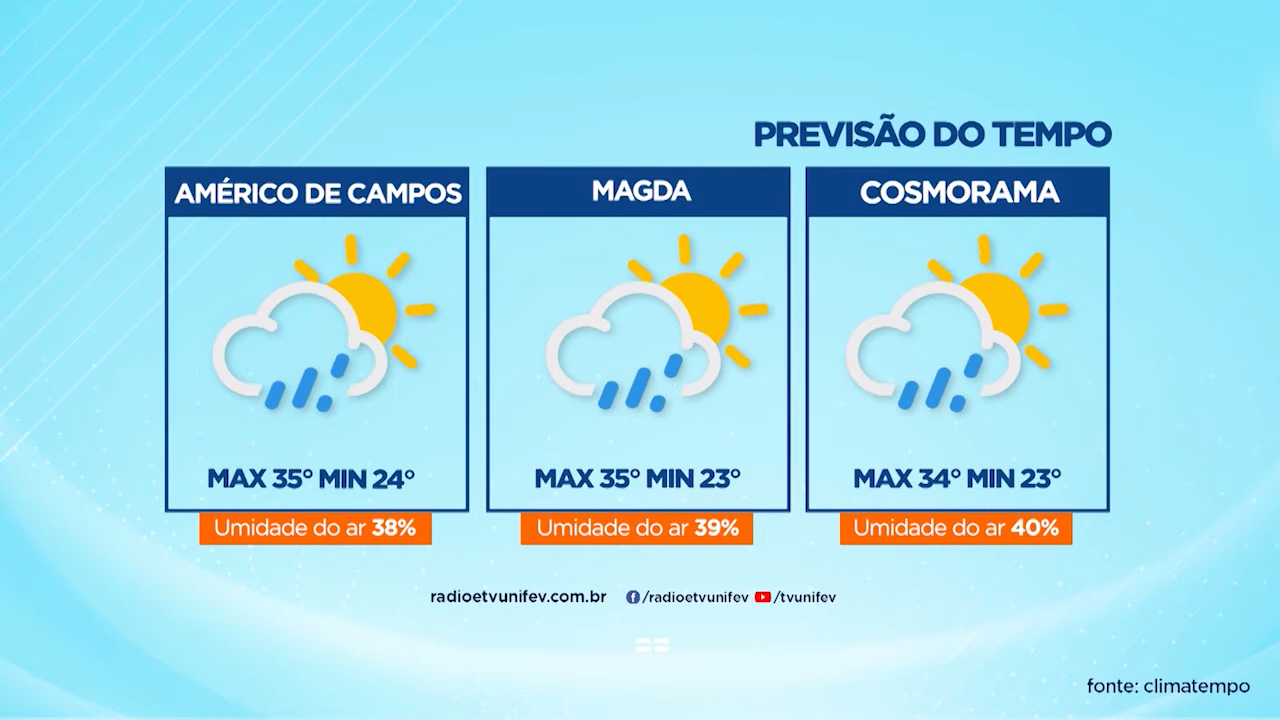 PREVISÃO DO TEMPO
AMÉRICO DE CAMPOS
MAX 35° MIN 24°
Umidade do ar 38%
MAGDA
MAX 35° MIN 23°
Umidade do ar 39%
COSMORAMA
MAX 34° MIN 23°
Umidade do ar 40%
radioetvunifev.com.br /radioetvunifev /tvunifev
fonte: climatempo